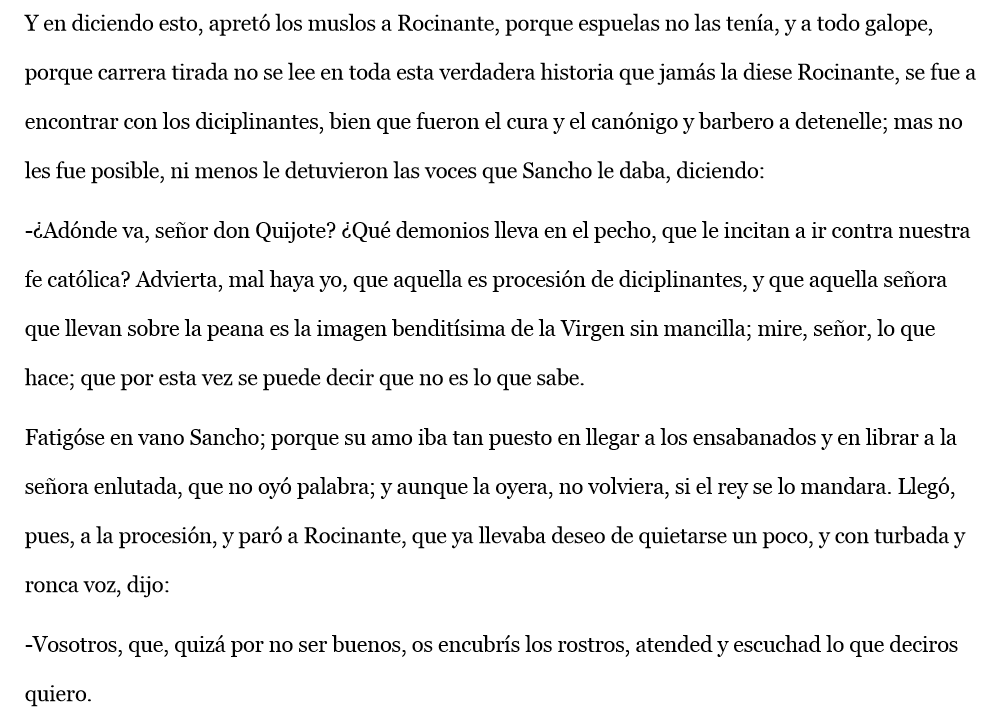 Y en diciendo esto, apretó los muslos a Rocinante, porque espuelas no las tenía, y a todo galope,
porque carrera tirada no se lee en toda esta verdadera historia que jamás la diese Rocinante, se fue a
encontrar con los diciplinantes, bien que fueron el cura y el canónigo y barbero a detenelle; mas no
les fue posible, ni menos le detuvieron las voces que Sancho le daba, diciendo:
-¿Adónde va, señor don Quijote? ¿Qué demonios lleva en el pecho, que le incitan a ir contra nuestra
fe católica? Advierta, mal haya yo, que aquella es procesión de diciplinantes, y que aquella señora
que llevan sobre la peana es la imagen benditísima de la Virgen sin mancilla; mire, señor, lo que
hace; que por esta vez se puede decir que no es lo que sabe.
Fatigóse en vano Sancho; porque su amo iba tan puesto en llegar a los ensabanados y en librar a la
señora enlutada, que no oyó palabra; y aunque la oyera, no volviera, si el rey se lo mandara. Llegó,
pues, a la procesión, y paró a Rocinante, que ya llevaba deseo de quietarse un poco, y con turbada y
ronca voz, dijo:
-Vosotros, que, quizá por no ser buenos, os encubrís los rostros, atended y escuchad lo que deciros
quiero.